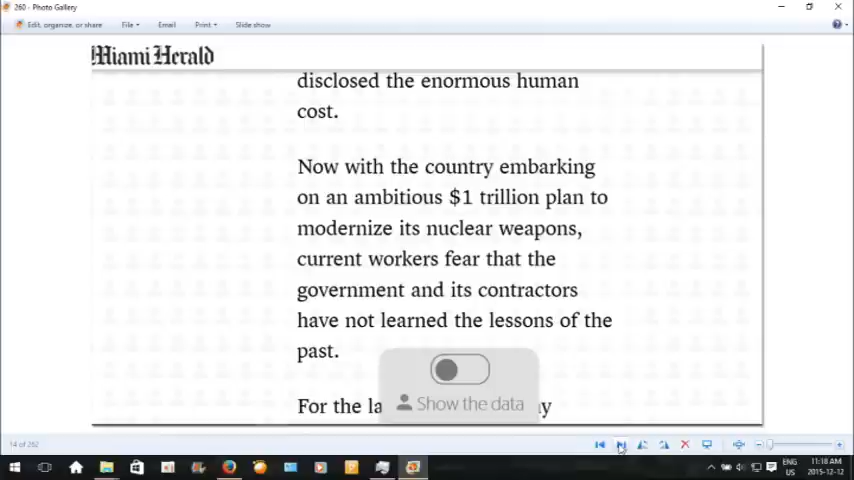 260 - Photo Gallery
Edit, organize, or share File Email Print Slide show
Miami Herald
disclosed the enormous human
cost.
Now with the country embarking
on an ambitious $1 trillion plan to
modernize its nuclear weapons,
current workers fear that the
government and its contractors
have not learned the lessons of the
past.
Show the data
For the la ny
14 of 262
ENG 11:18 AM
US 2015-12-12